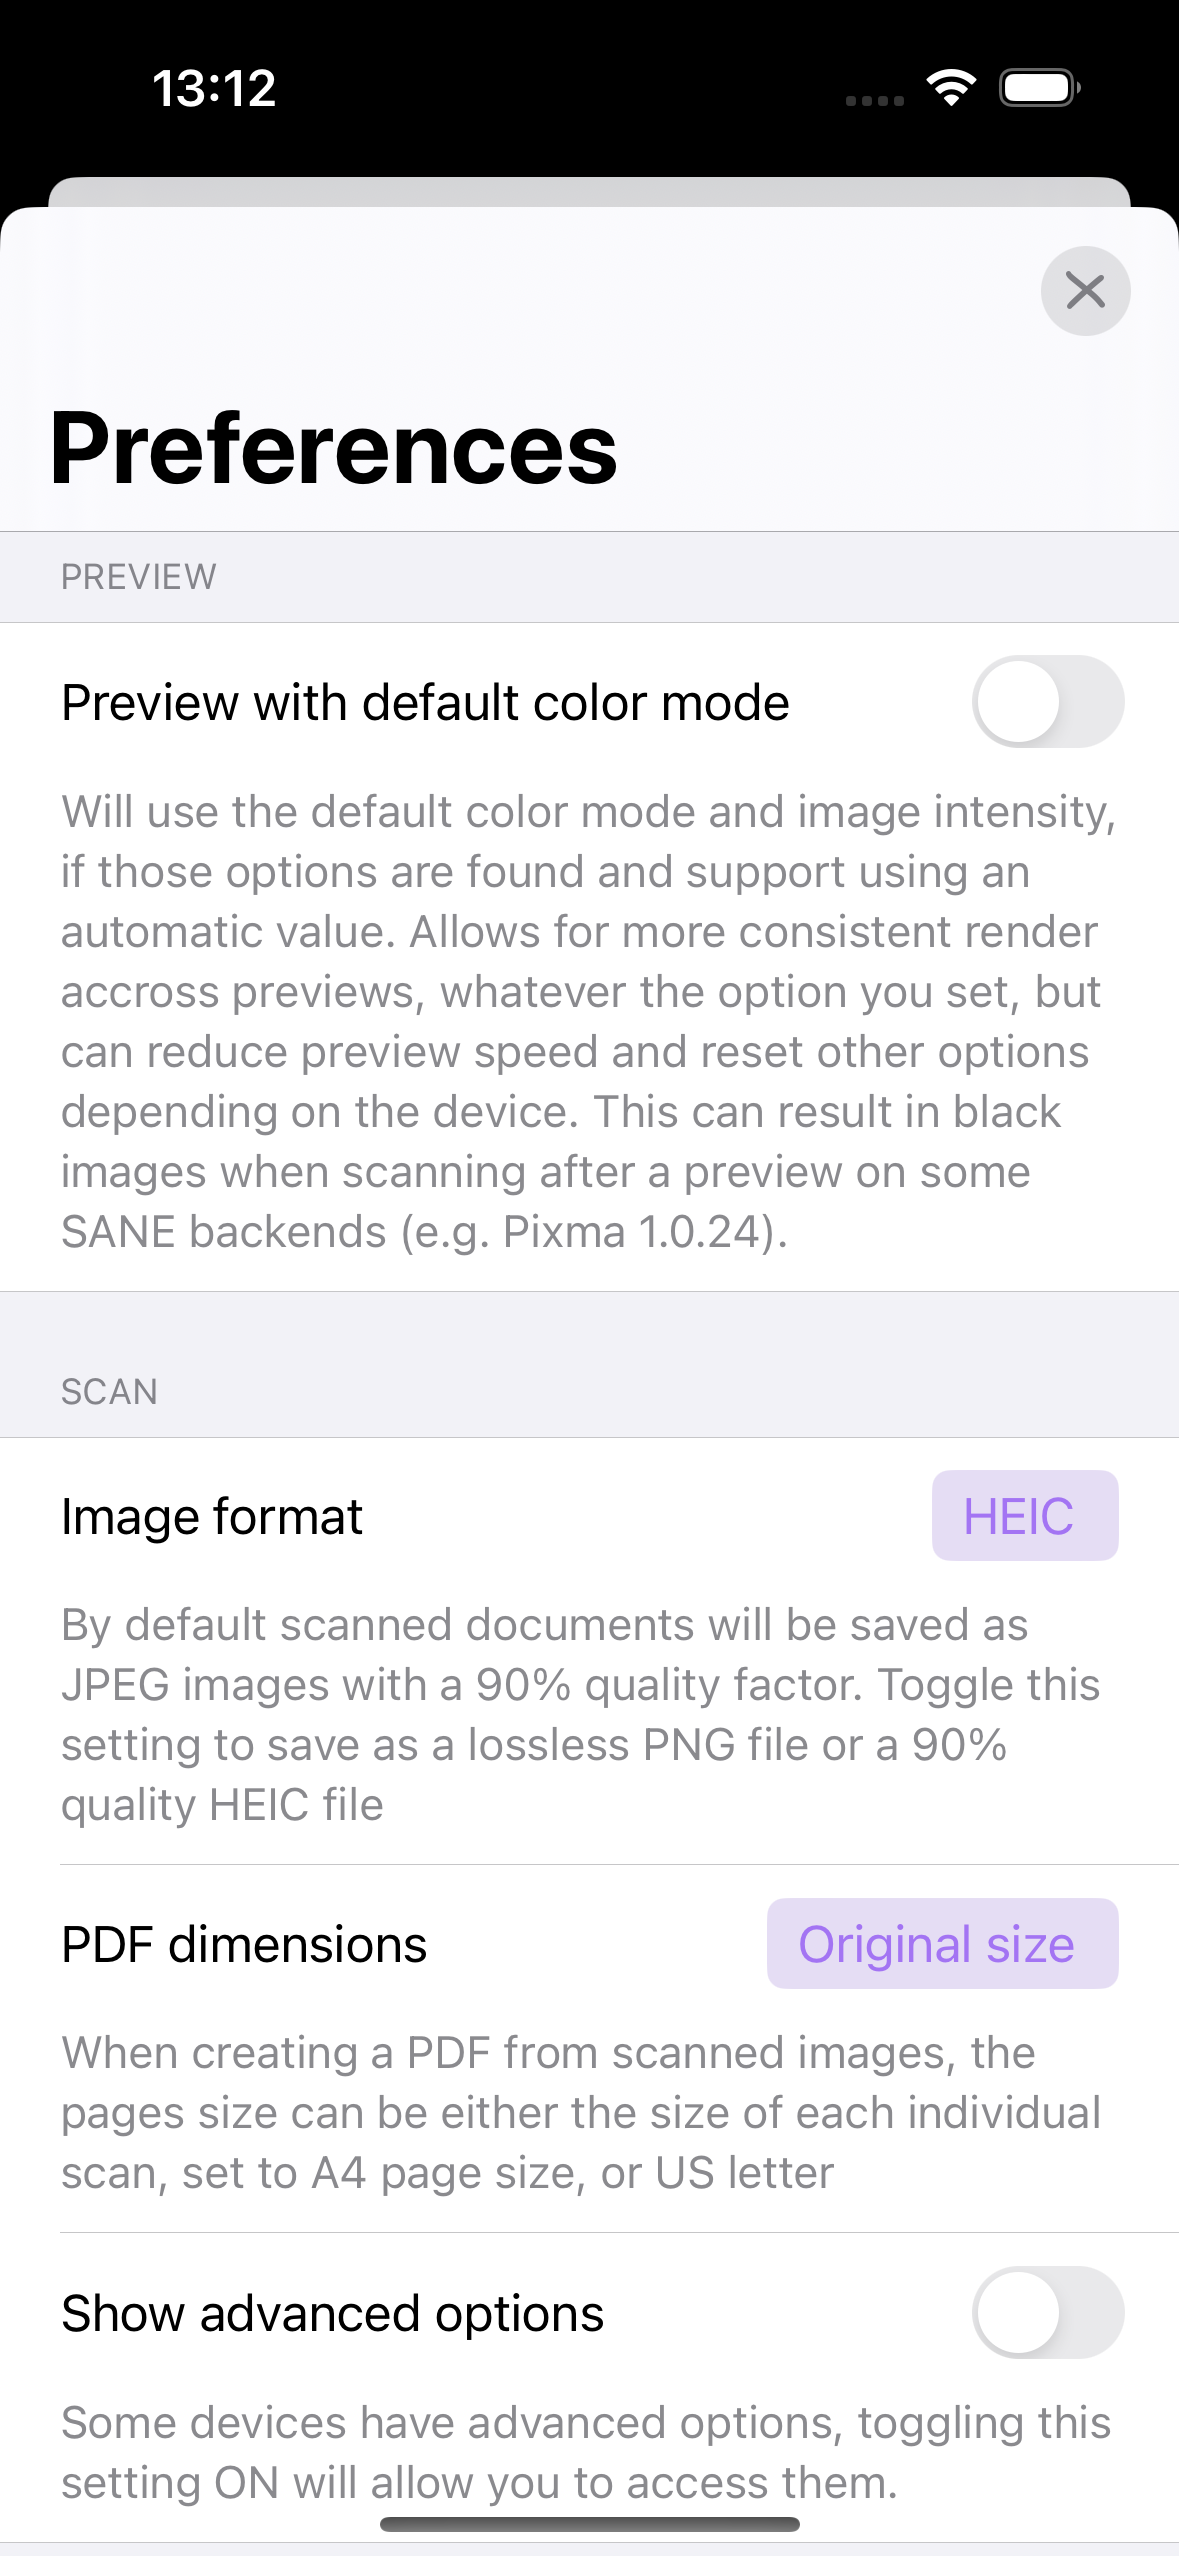 13:12
Preferences
PREVIEW
Preview with default color mode
Will use the default color mode and image intensity,
if those options are found and support using an
automatic value. Allows for more consistent render
accross previews, whatever the option you set, but
can reduce preview speed and reset other options
depending on the device. This can result in black
images when scanning after a preview on some
SANE backends (e.g. Pixma 1.0.24).
SCAN
Image format
HEIC
By default scanned documents will be saved as
JPEG images with a 90% quality factor. Toggle this
setting to save as a lossless PNG file or a 90%
quality HEIC file
PDF dimensions
Original size
When creating a PDF from scanned images, the
pages size can be either the size of each individual
scan, set to A4 page size, or US letter
Show advanced options
Some devices have advanced options, toggling this
setting ON will allow you to access them.